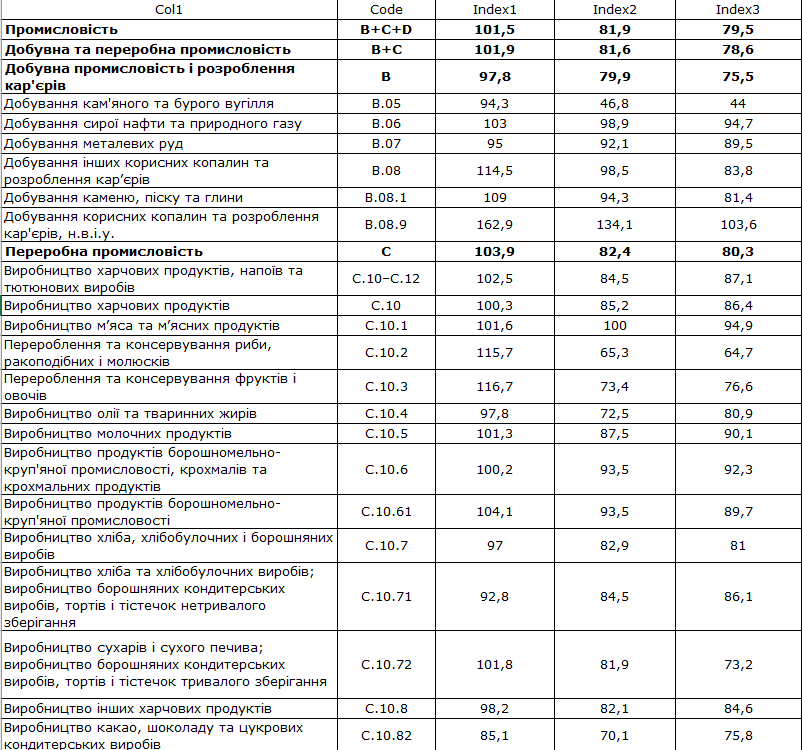 Col1 Code Index1 Index2 Index3
Промисловість B+C+D 101,5 81,9 79,5
Добувна та переробна промисловість B+C 101,9 81,6 78,6
Добувна промисловість і розроблення
кар'єрів B 97,8 79,9 75,5
Добування кам'яного та бурого вугілля B.05 94,3 46,8 44
Добування сирої нафти та природного газу B.06 103 98,9 94,7
Добування металевих руд B.07 95 92,1 89,5
Добування інших корисних копалин та
розроблення кар’єрів B.08 114,5 98,5 83,8
Добування каменю, піску та глини B.08.1 109 94,3 81,4
Добування корисних копалин та розроблення
кар'єрів, н.в.і.у. B.08.9 162,9 134,1 103,6
Переробна промисловість C 103,9 82,4 80,3
Виробництво харчових продуктів, напоїв та
тютюнових виробів C.10–C.12 102,5 84,5 87,1
Виробництво харчових продуктів C.10 100,3 85,2 86,4
Виробництво м’яса та м’ясних продуктів C.10.1 101,6 100 94,9
Перероблення та консервування риби,
ракоподібних і молюсків C.10.2 115,7 65,3 64,7
Перероблення та консервування фруктів і
овочів C.10.3 116,7 73,4 76,6
Виробництво олії та тваринних жирів C.10.4 97,8 72,5 80,9
Виробництво молочних продуктів C.10.5 101,3 87,5 90,1
Виробництво продуктів борошномельно-
круп'яної промисловості, крохмалів та
крохмальних продуктів C.10.6 100,2 93,5 92,3
Виробництво продуктів борошномельно-
круп'яної промисловості C.10.61 104,1 93,5 89,7
Виробництво хліба, хлібобулочних і борошняних
виробів C.10.7 97 82,9 81
Виробництво хліба та хлібобулочних виробів;
виробництво борошняних кондитерських
виробів, тортів і тістечок нетривалого
зберігання C.10.71 92,8 84,5 86,1
Виробництво сухарів і сухого печива;
виробництво борошняних кондитерських
виробів, тортів і тістечок тривалого зберігання C.10.72 101,8 81,9 73,2
Виробництво інших харчових продуктів C.10.8 98,2 82,1 84,6
Виробництво какао, шоколаду та цукрових
кондитерських виробів C.10.82 85,1 70,1 75,8